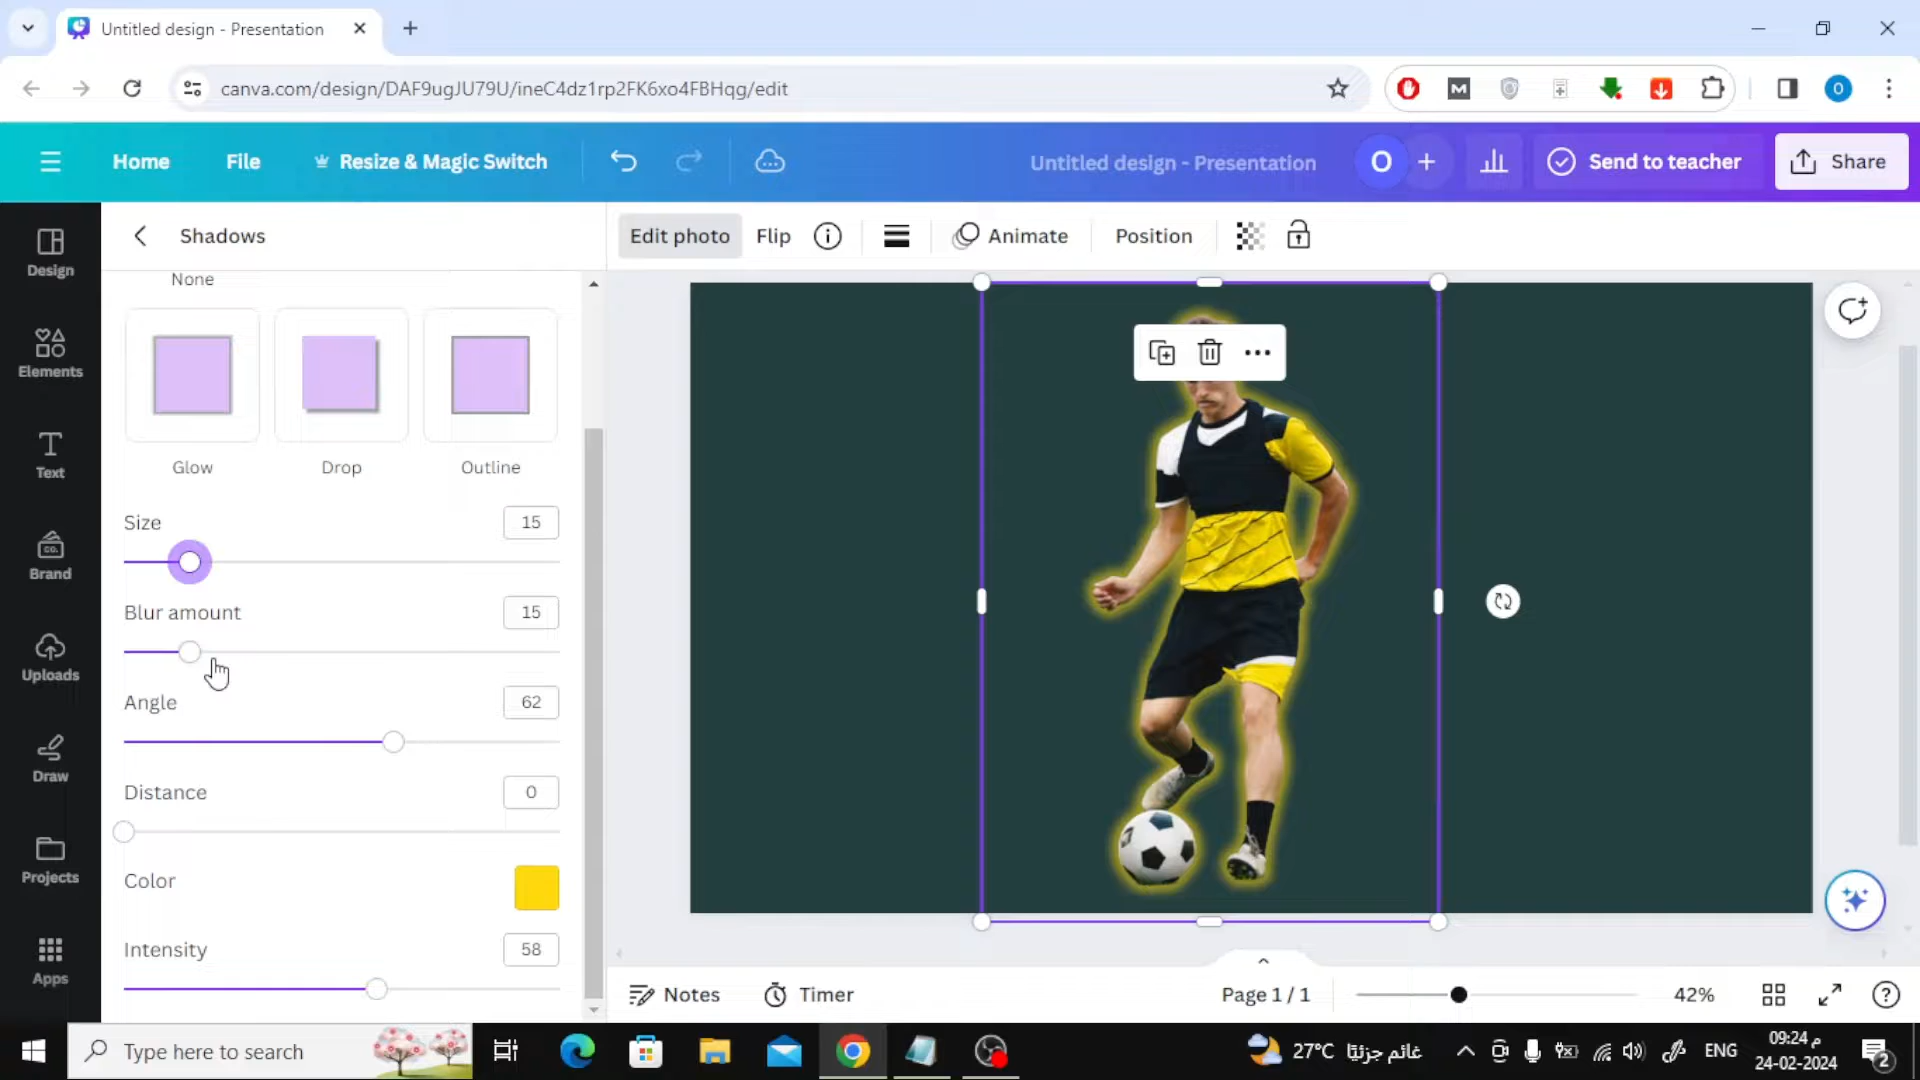 Untitled design - Presentation
canva.com/design/DAF9ugJU79U/ineC4dz1rp2FK6xo4FBHqg/edit
O
Home
File
Resize & Magic Switch
Untitled design - Presentation
O
Send to teacher
Share
Design
Elements
Text
CO.
Brand
Uploads
Draw
Projects
Apps
Shadows
None
Glow
Drop
Outline
Size
15
Blur amount
15
Angle
62
Distance
0
Color
Intensity
58
Edit photo
Flip
Animate
Position
Notes
Timer
Page 1 / 1
42%
Type here to search
27°C غائم جزئيًا
ENG
09:24 م
24-02-2024
2